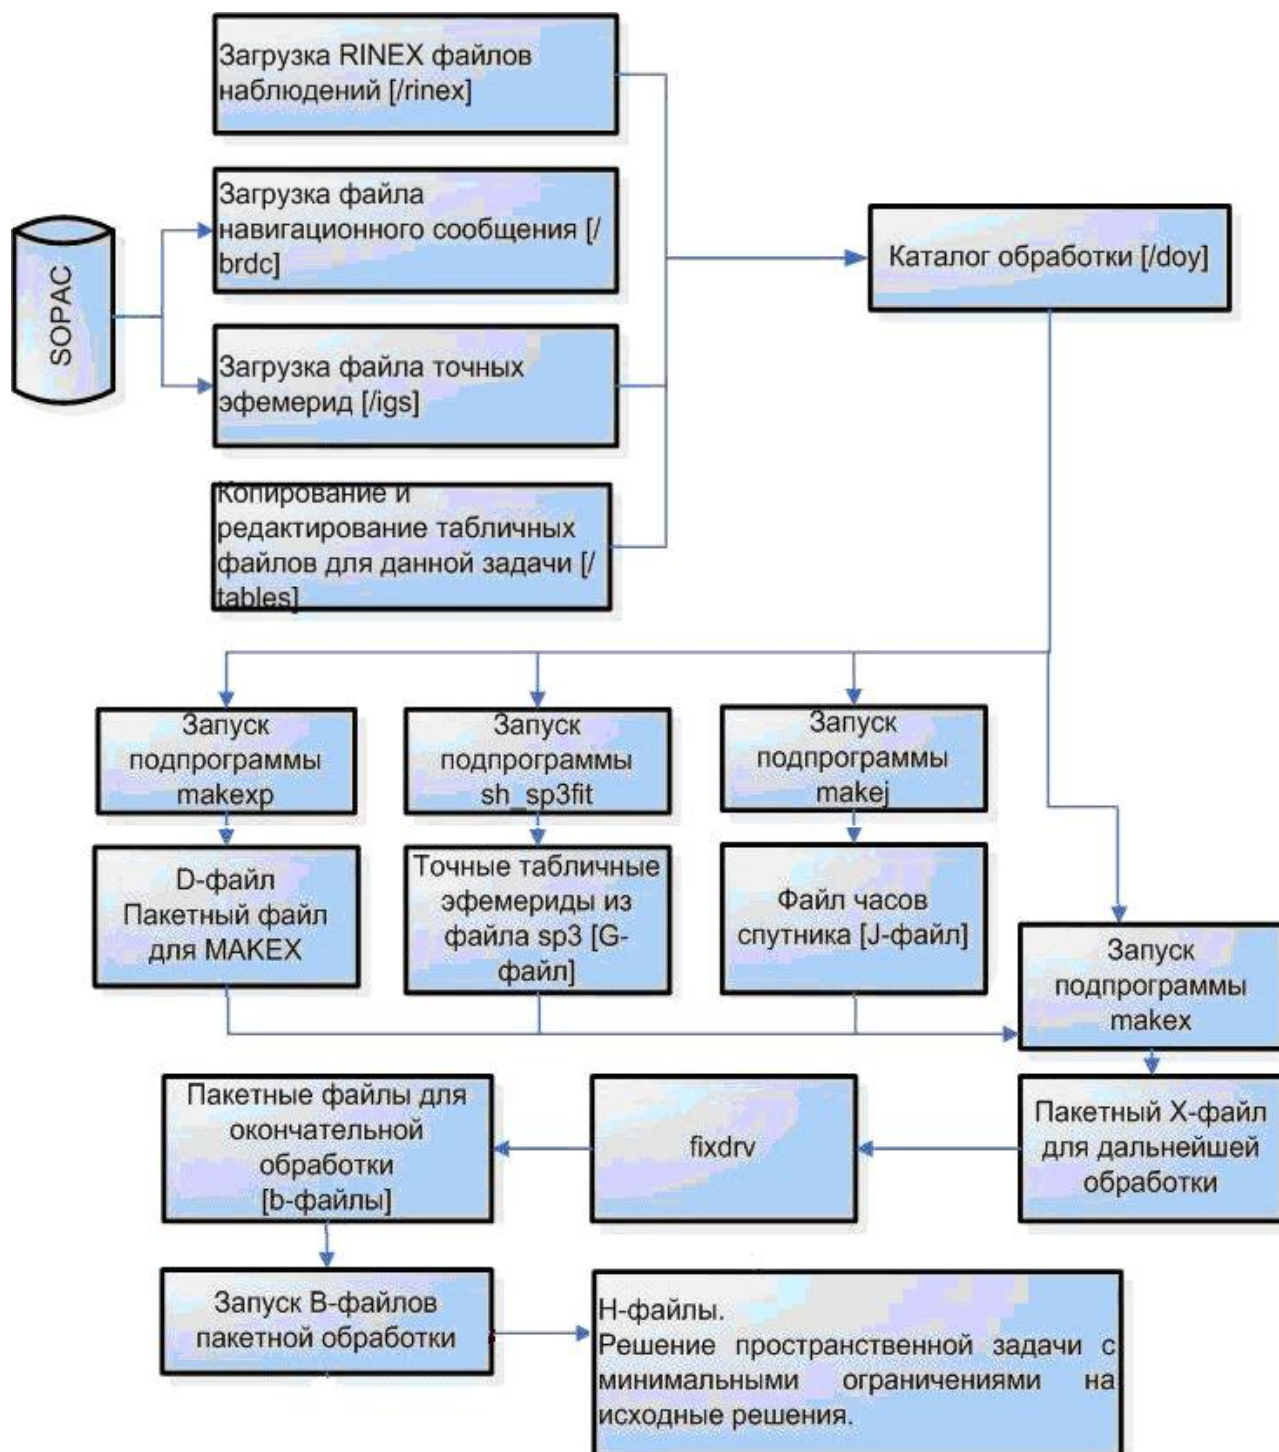 Загрузка RINEX файлов
наблюдений [/rinex]
Загрузка файла
навигационного сообщения [/
brdc]
SOPAC
Каталог обработки [/doy]
Загрузка файла точных
эфемерид [/igs]
Копирование и
редактирование табличных
файлов для данной задачи [/
tables]
Запуск
подпрограммы
makexp
Запуск
подпрограммы
sh_sp3fit
Запуск
подпрограммы
makej
D-файл
Пакетный файл
для MAKEX
Точные табличные
эфемериды из
файла sp3 [G-
файл]
Файл часов
спутника [J-файл]
Запуск
подпрограммы
makex
Пакетные файлы для
окончательной
обработки
[b-файлы]
fixdrv
Пакетный X-файл
для дальнейшей
обработки
Запуск B-файлов
пакетной обработки
H-файлы.
Решение пространственной задачи с
минимальными ограничениями на
исходные решения.